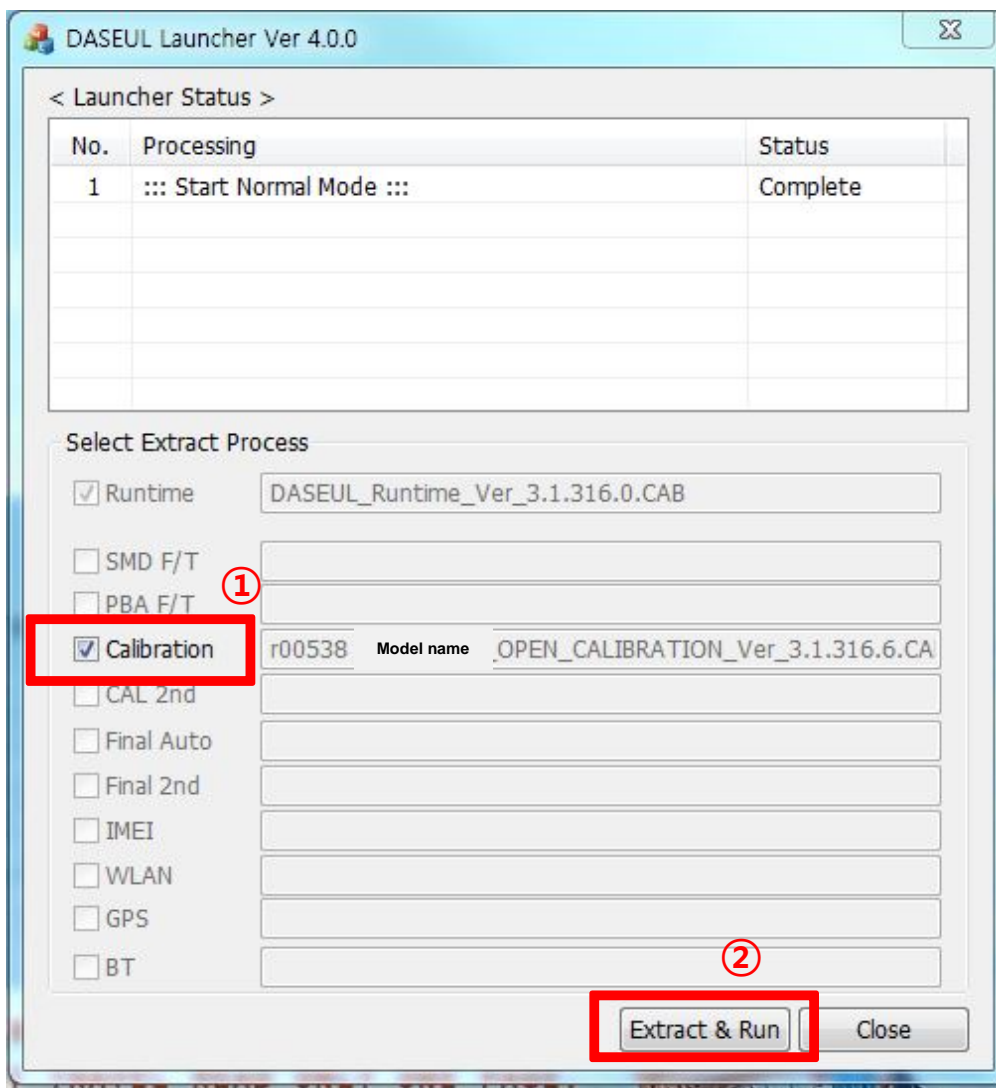 DASEUL Launcher Ver 4.0.0
< Launcher Status >
No. Processing Status
1 ::: Start Normal Mode ::: Complete
Select Extract Process
Runtime DASEUL_Runtime_Ver_3.1.316.0.CAB
SMD F/T
①
PBA F/T
Calibration r00538 Model name _OPEN_CALIBRATION_Ver_3.1.316.6.CA
CAL 2nd
Final Auto
Final 2nd
IMEI
WLAN
GPS
②
BT
Extract & Run Close